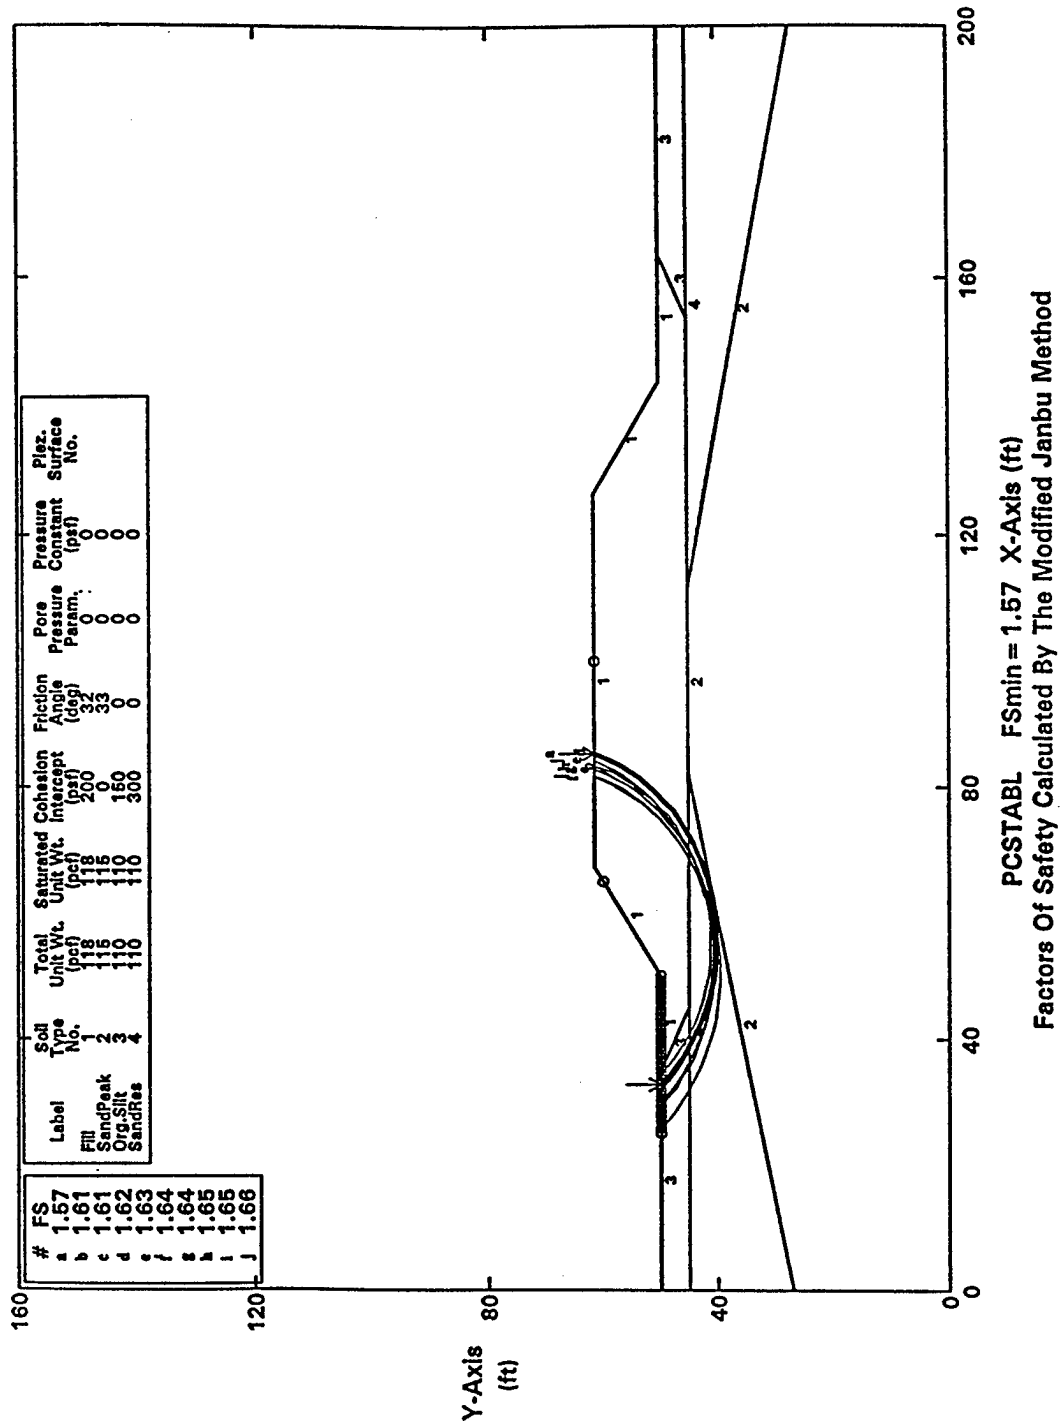 # FS
a 1.57
b 1.61
c 1.61
d 1.62
e 1.63
f 1.64
g 1.64
h 1.65
i 1.65
j 1.66
Label Soil Type No. Total Unit Wt. (pcf) Saturated Unit Wt. (pcf) Cohesion Intercept (psf) Friction Angle (deg) Pore Pressure Param. Pressure Constant (psf) Piez. Surface No.
Fill 1 118 118 200 32 0 0
SandPeak 2 115 115 0 33 0 0
Org.Silt 3 110 110 150 0 0 0
SandRes 4 110 110 300 0 0 0
160
120
80
40
0
Y-Axis
(ft)
a
3
1
1
1
1
1
3
3
4
2
2
2
0
40
80
120
160
200
PCSTABL FSmin=1.57 X-Axis (ft)
Factors Of Safety Calculated By The Modified Janbu Method